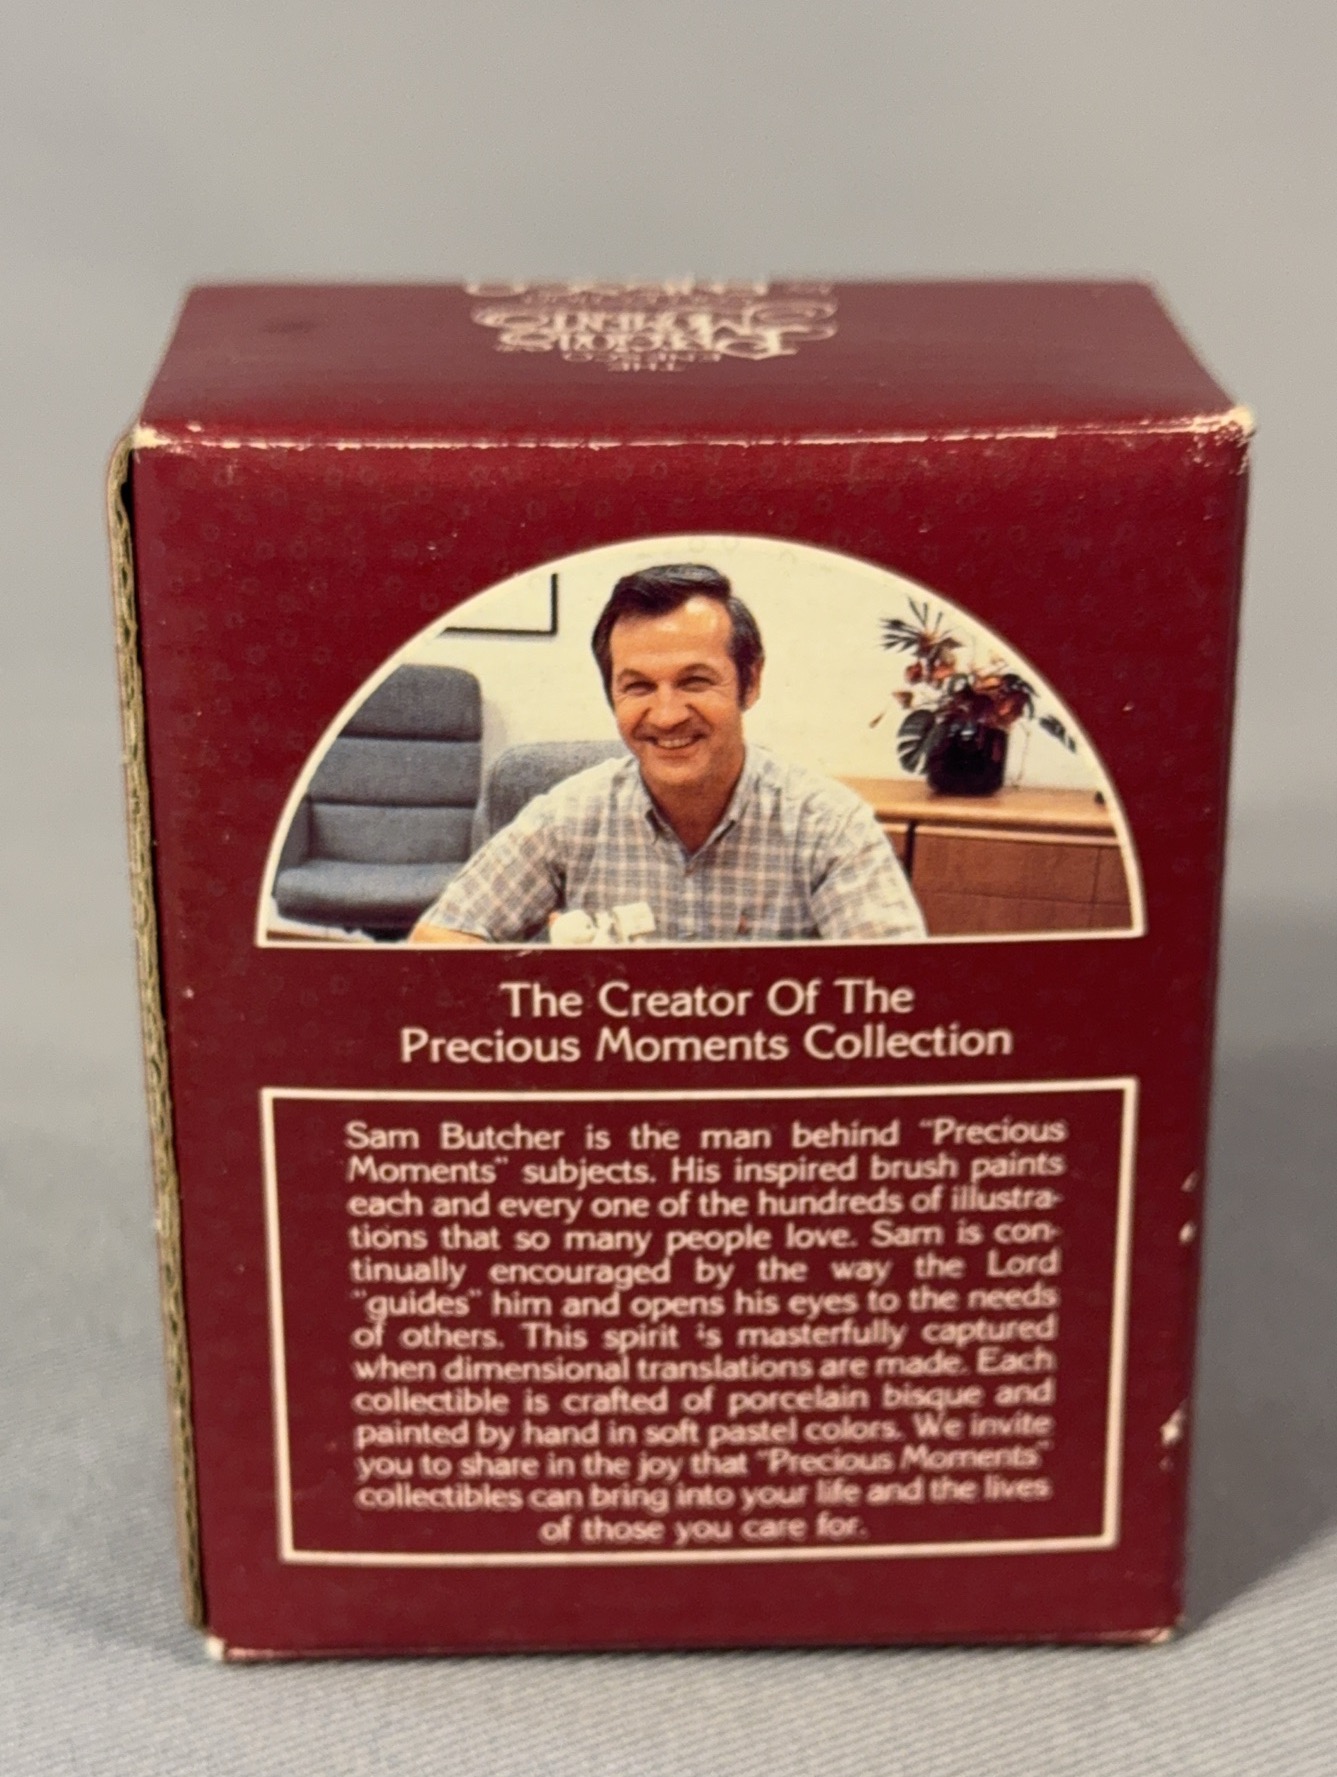 THE
ENESCO
Precious
Moments
The Creator Of The
Precious Moments Collection
Sam Butcher is the man behind “Precious
Moments” subjects. His inspired brush paints
each and every one of the hundreds of illustra-
tions that so many people love. Sam is con-
tinually encouraged by the way the Lord
“guides” him and opens his eyes to the needs
of others. This spirit is masterfully captured
when dimensional translations are made. Each
collectible is crafted of porcelain bisque and
painted by hand in soft pastel colors. We invite
you to share in the joy that “Precious Moments”
collectibles can bring into your life and the lives
of those you care for.